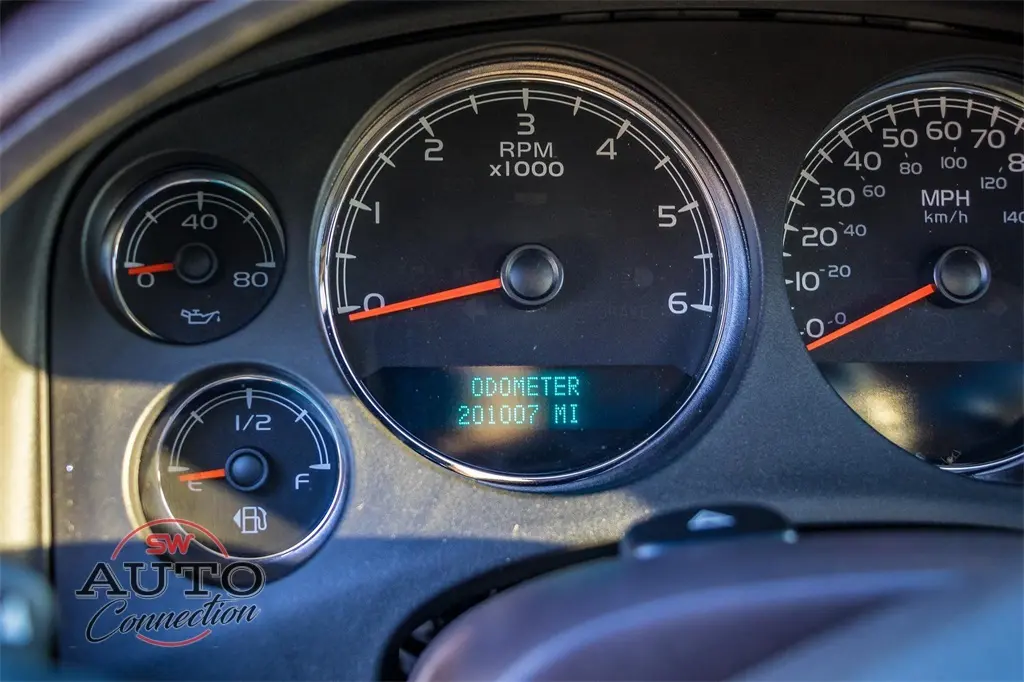 40
0 80
1/2
E F
3
2 4
RPM
x1000
1 5
0 6
ODOMETER
201007 MI
50 60 70
40 80 100 8
30 60 120
MPH
km/h 140
20 40
10 20
0 0
SW
AUTO
Connection